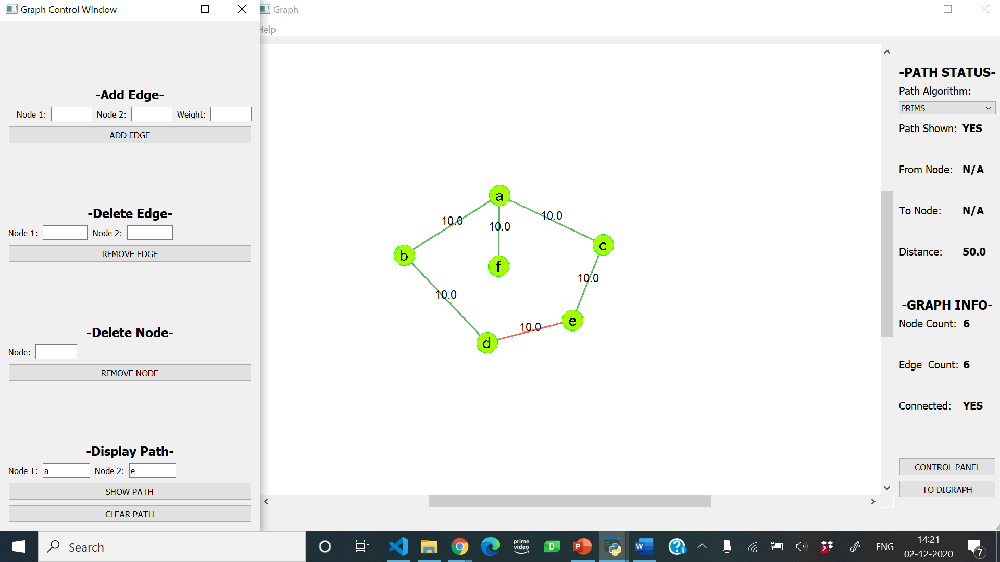 Graph Control WIndow
-Add Edge-
Node 1: Node 2: Weight:
ADD EDGE
-Delete Edge-
Node 1: Node 2:
REMOVE EDGE
-Delete Node-
Node:
REMOVE NODE
-Display Path-
Node 1: a Node 2: e
SHOW PATH
CLEAR PATH
Graph
Help
a
10.0
10.0
10.0
c
b
f
10.0
10.0
e
10.0
d
-PATH STATUS-
Path Algorithm:
PRIMS
Path Shown: YES
From Node: N/A
To Node: N/A
Distance: 50.0
-GRAPH INFO-
Node Count: 6
Edge Count: 6
Connected: YES
CONTROL PANEL
TO DIGRAPH
Search
prime
video
D
P
W
2
ENG
14:21
02-12-2020
7